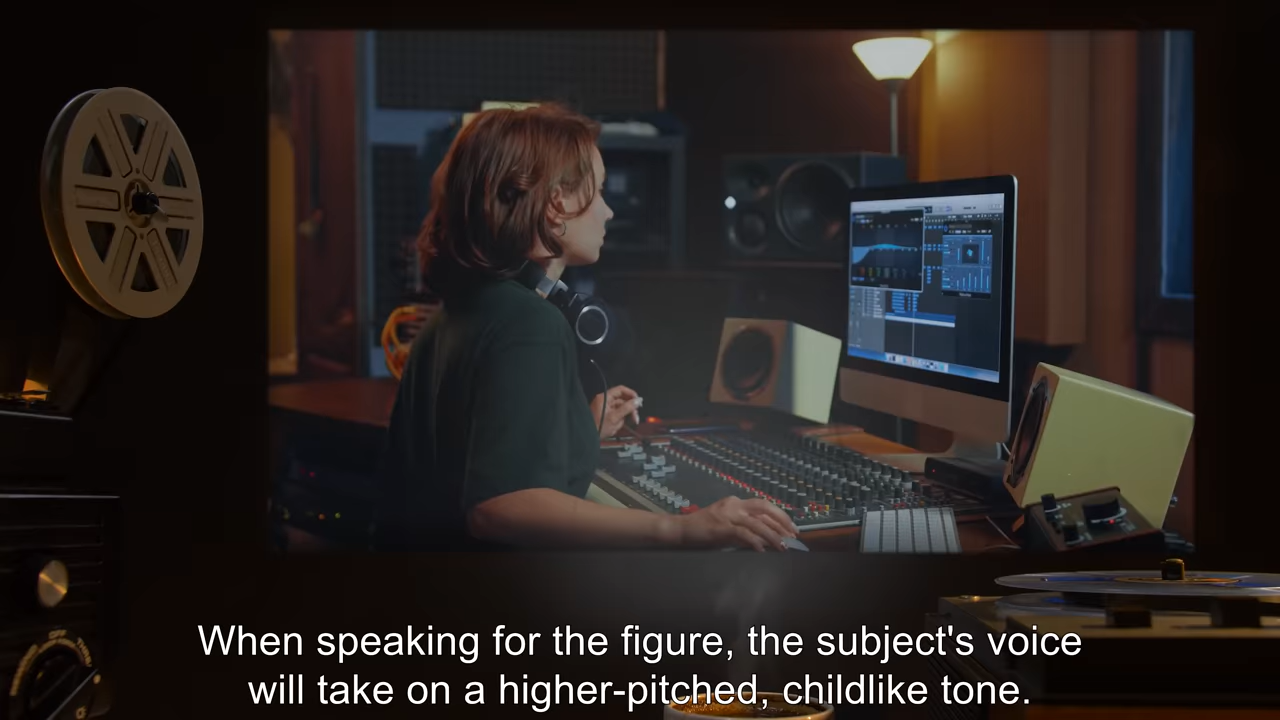 When speaking for the figure, the subject's voice
will take on a higher-pitched, childlike tone.